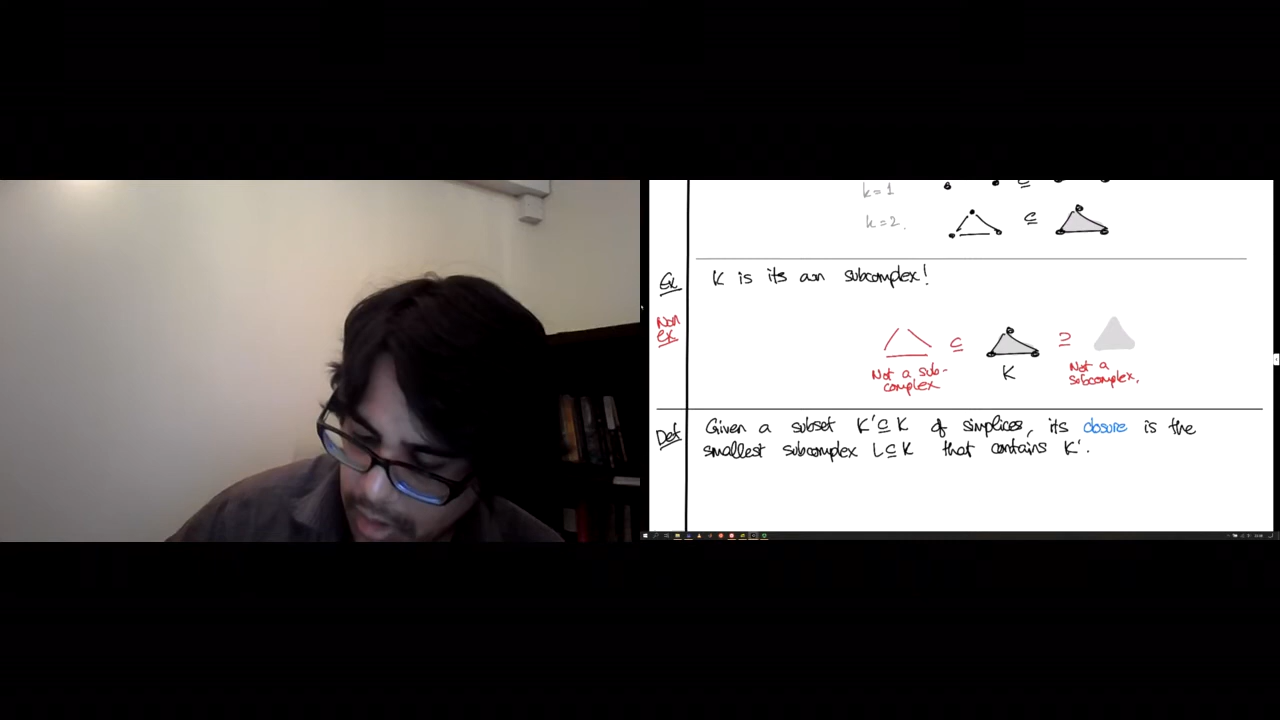 k=1 ⊆
k=2. ⊆
Ex K is its own subcomplex!
Non
ex
⊆ ⊇
Not a sub-
complex
K
Not a
subcomplex.
Def Given a subset K'⊆K of simplices, its closure is the
smallest subcomplex L⊆K that contains K'.